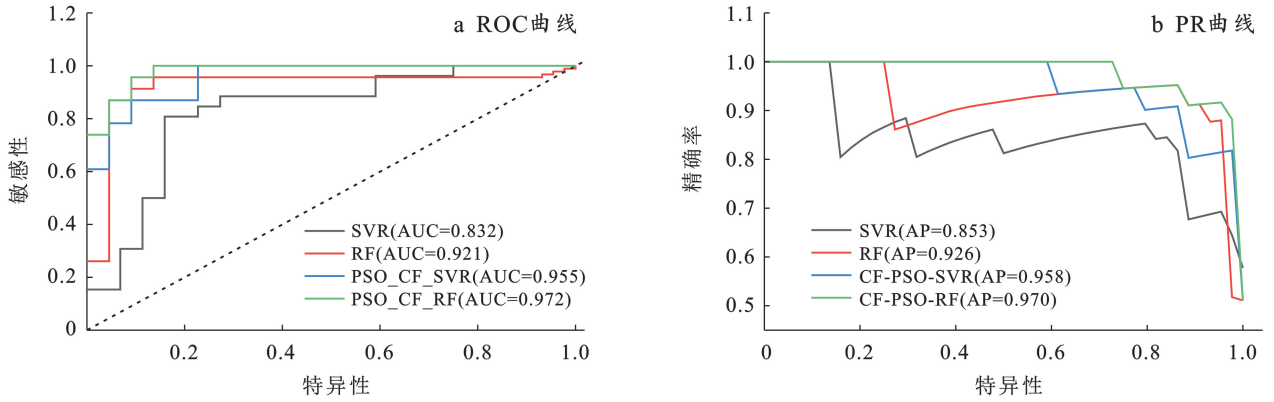 a ROC曲线
1.0
0.8
0.6
0.4
0.2
0
敏感性
SVR(AUC=0.832)
RF(AUC=0.921)
PSO_CF_SVR(AUC=0.955)
PSO_CF_RF(AUC=0.972)
0.2 0.4 0.6 0.8 1.0
特异性
b PR曲线
1.1
1.0
0.9
0.8
0.7
0.6
0.5
精确率
SVR(AP=0.853)
RF(AP=0.926)
CF-PSO-SVR(AP=0.958)
CF-PSO-RF(AP=0.970)
0 0.2 0.4 0.6 0.8 1.0
特异性